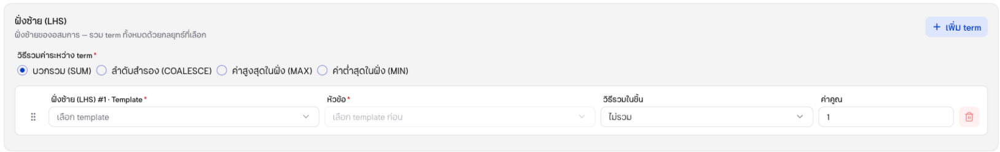 ฝั่งซ้าย (LHS)
ฝั่งซ้ายของอสมการ — รวม term ทั้งหมดด้วยกลยุทธ์ที่เลือก
+ เพิ่ม term
วิธีรวมค่าระหว่าง term *
บวกรวม (SUM) ลำดับสำรอง (COALESCE) ค่าสูงสุดในฝั่ง (MAX) ค่าต่ำสุดในฝั่ง (MIN)
ฝั่งซ้าย (LHS) #1 · Template * หัวข้อ * วิธีรวมในชิ้น ค่าคูณ
เลือก template เลือก template ก่อน ไม่รวม 1